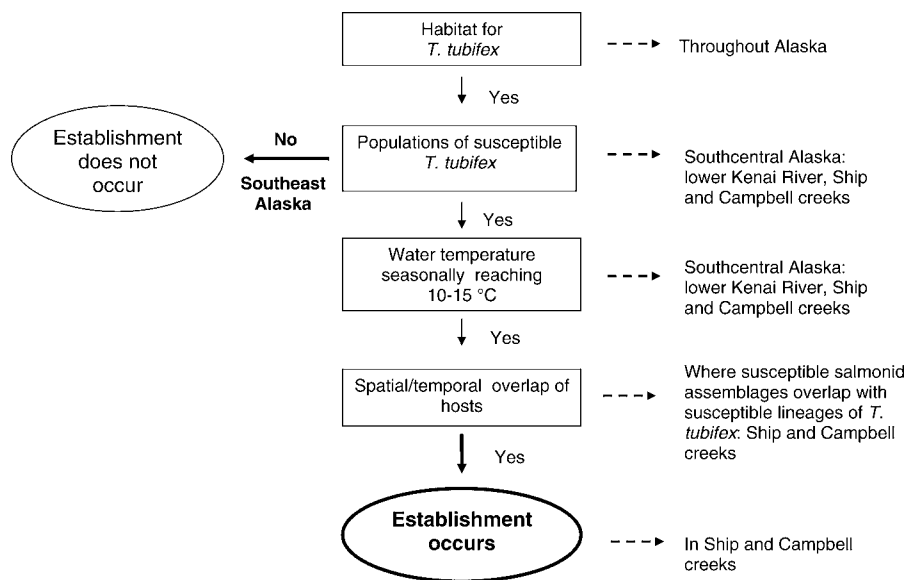 Habitat for
T. tubifex
Throughout Alaska
Yes
Establishment
does not
occur
No
Southeast
Alaska
Populations of susceptible
T. tubifex
Southcentral Alaska:
lower Kenai River, Ship
and Campbell creeks
Yes
Water temperature
seasonally reaching
10-15 °C
Southcentral Alaska:
lower Kenai River, Ship
and Campbell creeks
Yes
Spatial/temporal overlap of
hosts
Where susceptible salmonid
assemblages overlap with
susceptible lineages of T.
tubifex: Ship and Campbell
creeks
Yes
Establishment
occurs
In Ship and Campbell
creeks